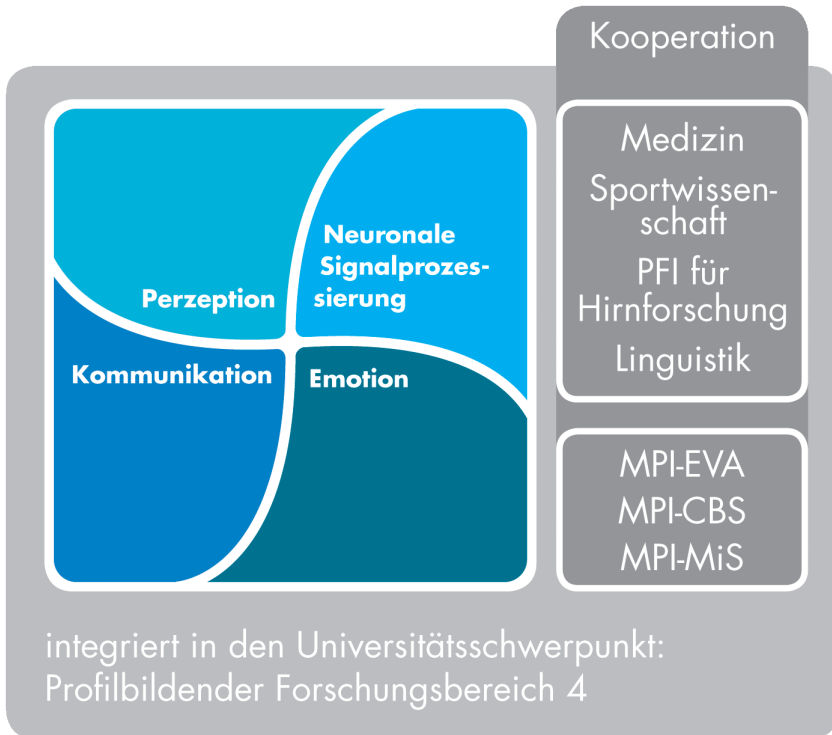 Kooperation
Perzeption
Neuronale
Signalprozes-
sierung
Kommunikation
Emotion
Medizin
Sportwissen-
schaft
PFI für
Hirnforschung
Linguistik
MPI-EVA
MPI-CBS
MPI-MiS
integriert in den Universitätsschwerpunkt:
Profilbildender Forschungsbereich 4